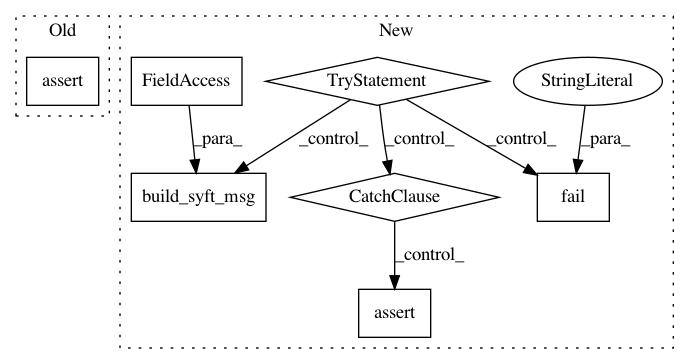 Old
New
assert
FieldAccess
TryStatement
StringLiteral
_para_
_control_
_control_
_control_
_para_
build_syft_msg
CatchClause
fail
_control_
assert